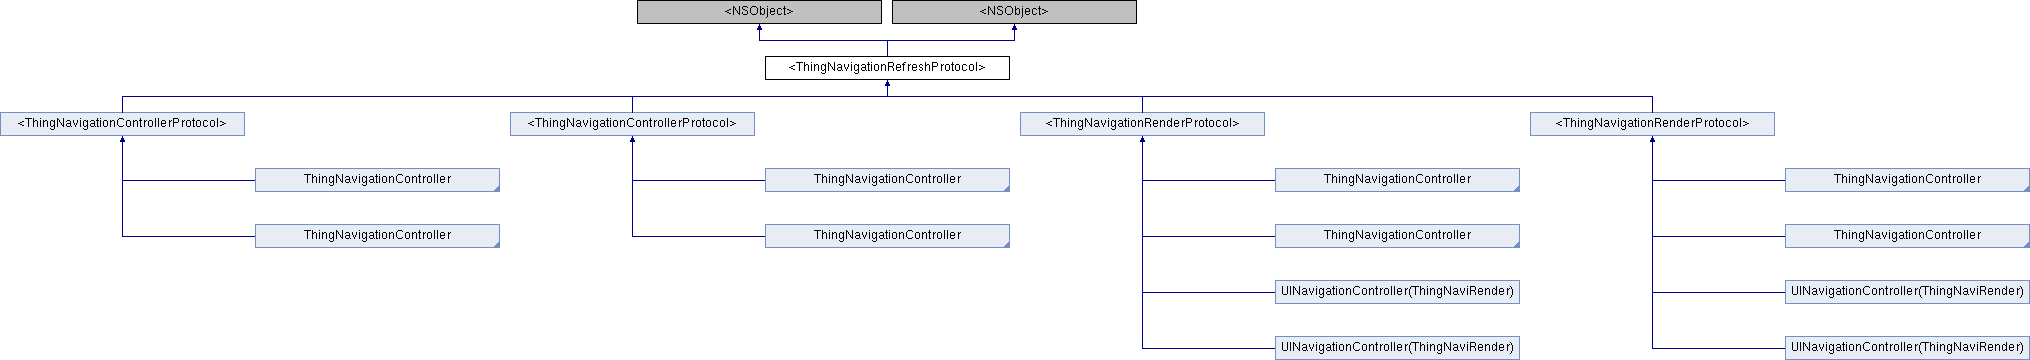 <NSObject>
<NSObject>
<ThingNavigationRefreshProtocol>
<ThingNavigationControllerProtocol>
<ThingNavigationControllerProtocol>
<ThingNavigationRenderProtocol>
<ThingNavigationRenderProtocol>
ThingNavigationController
ThingNavigationController
ThingNavigationController
ThingNavigationController
ThingNavigationController
ThingNavigationController
ThingNavigationController
ThingNavigationController
UINavigationController(ThingNaviRender)
UINavigationController(ThingNaviRender)
UINavigationController(ThingNaviRender)
UINavigationController(ThingNaviRender)